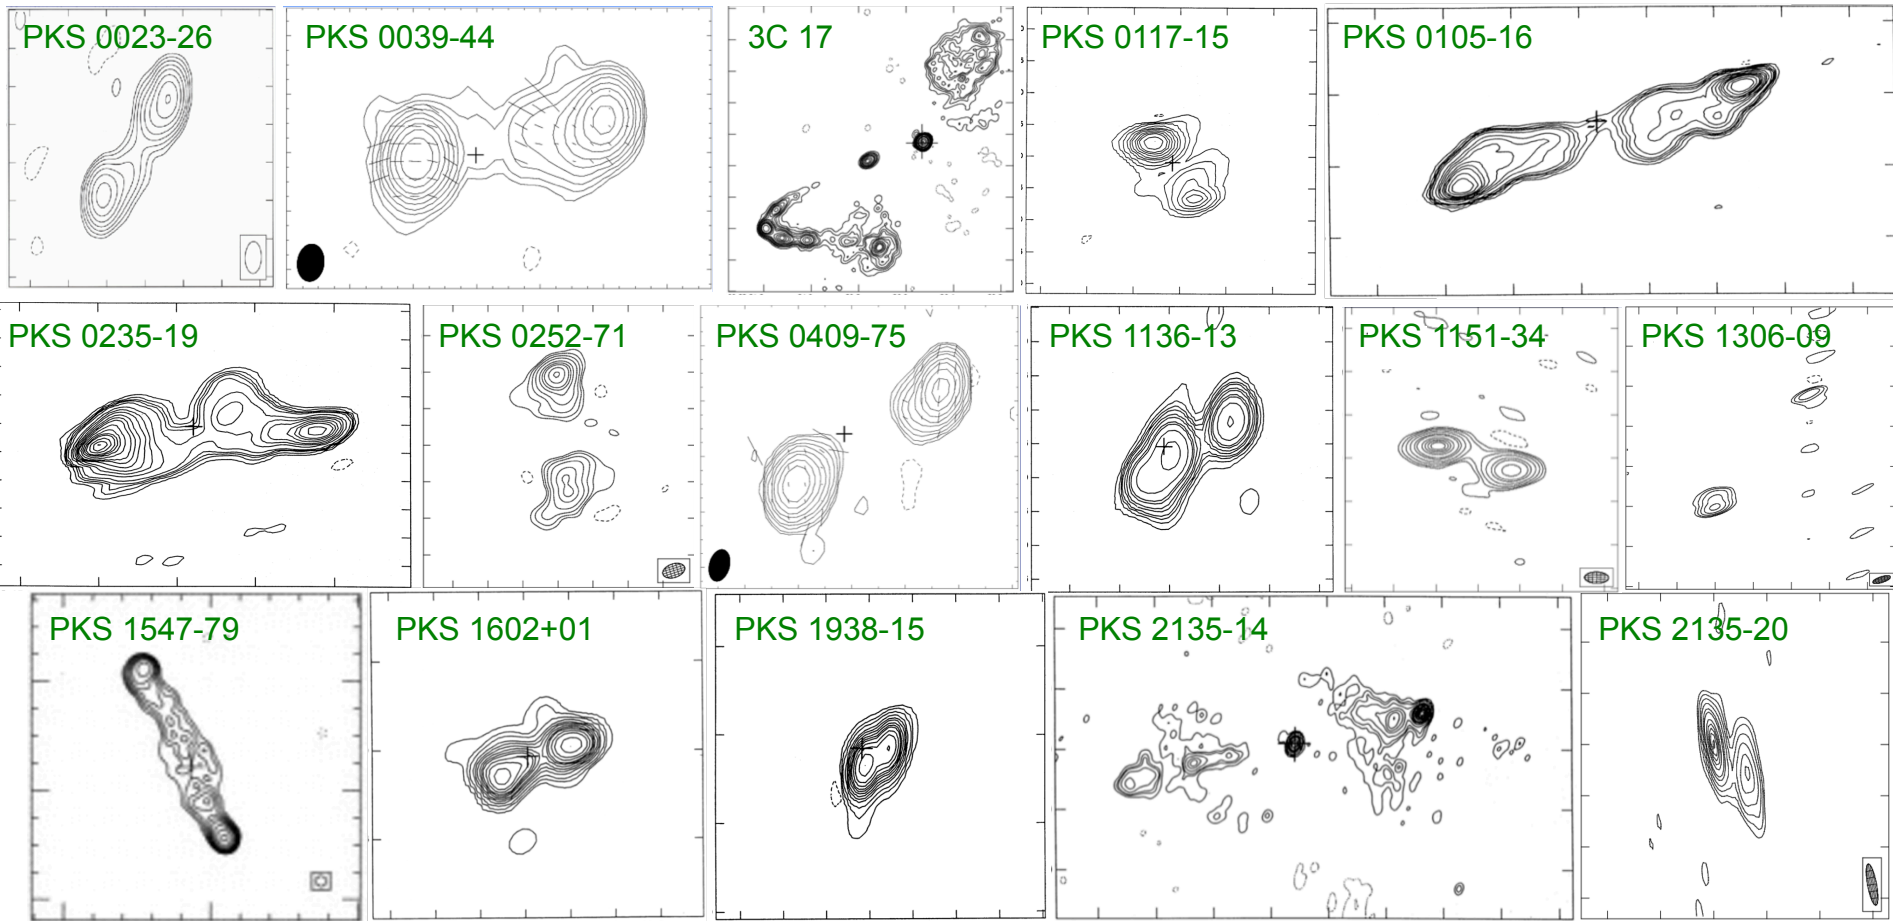 PKS 0023-26
PKS 0039-44
3C 17
PKS 0117-15
PKS 0105-16
PKS 0235-19
PKS 0252-71
PKS 0409-75
PKS 1136-13
PKS 1151-34
PKS 1306-09
PKS 1547-79
PKS 1602+01
PKS 1938-15
PKS 2135-14
PKS 2135-20